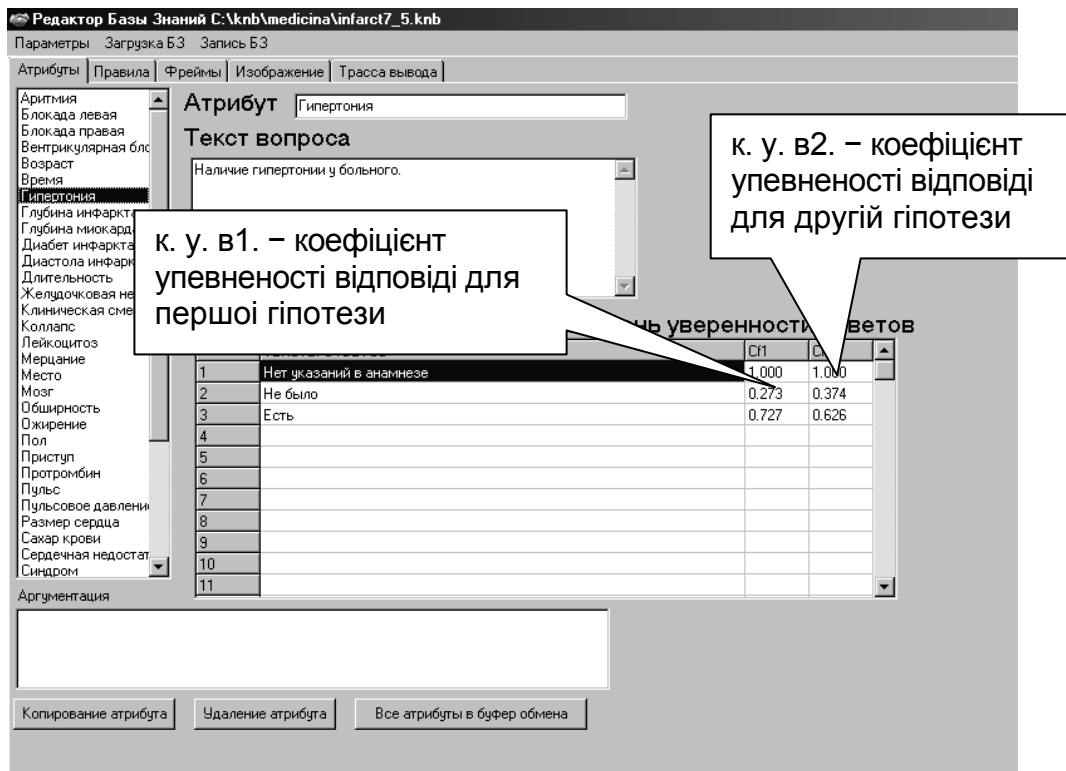 Редактор Базы Знаний C:\knb\medicina\infarct7_5.knb
Параметры Загрузка БЗ Запись БЗ
Атрибуты Правила Фреймы Изображение Трасса вывода
Аритмия
Блокада левая
Блокада правая
Вентрикулярная бло
Возраст
Время
Гипертония
Глубина инфаркта
Глубина миокарда
Диабет инфаркта
Диастола инфарк
Длительность
Желудочковая не
Клиническая сме
Коллапс
Лейкоцитоз
Мерцание
Место
Мозг
Обширность
Ожирение
Пол
Приступ
Протромбин
Пульс
Пульсовое давлени
Размер сердца
Сахар крови
Сердечная недостат
Синдром
Атрибут Гипертония
Текст вопроса
Наличие гипертонии у больного.
к. у. в2. − коефіцієнт
упевненості відповіді
для другій гіпотези
к. у. в1. − коефіцієнт
упевненості відповіді для
першоі гіпотези
нь уверенности ветов
Cf1
1 Нет указаний в анамнезе 1.000 1.000
2 Не было 0.273 0.374
3 Есть 0.727 0.626
4
5
6
7
8
9
10
11
Аргументация
Копирование атрибута Удаление атрибута Все атрибуты в буфер обмена